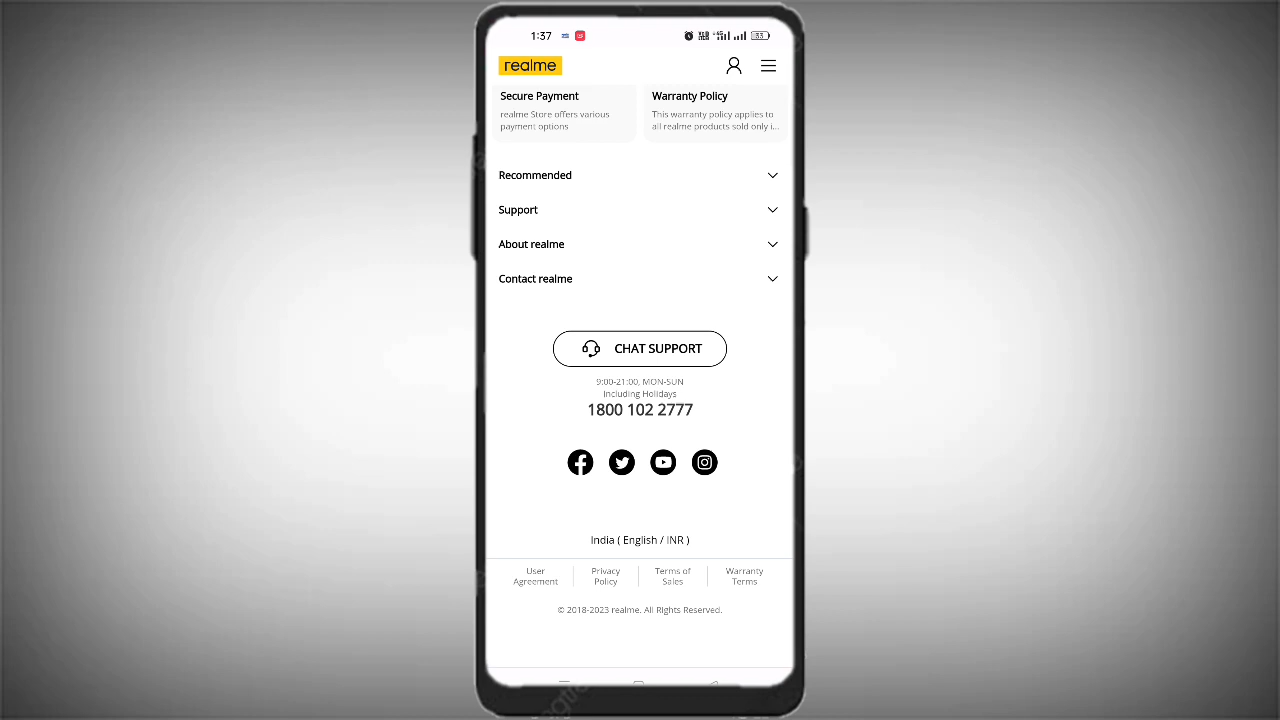 1:37
realme
Secure Payment
realme Store offers various
payment options
Warranty Policy
This warranty policy applies to
all realme products sold only i...
Recommended
Support
About realme
Contact realme
CHAT SUPPORT
9:00-21:00, MON-SUN
Including Holidays
1800 102 2777
India ( English / INR )
User
Agreement
Privacy
Policy
Terms of
Sales
Warranty
Terms
© 2018-2023 realme. All Rights Reserved.